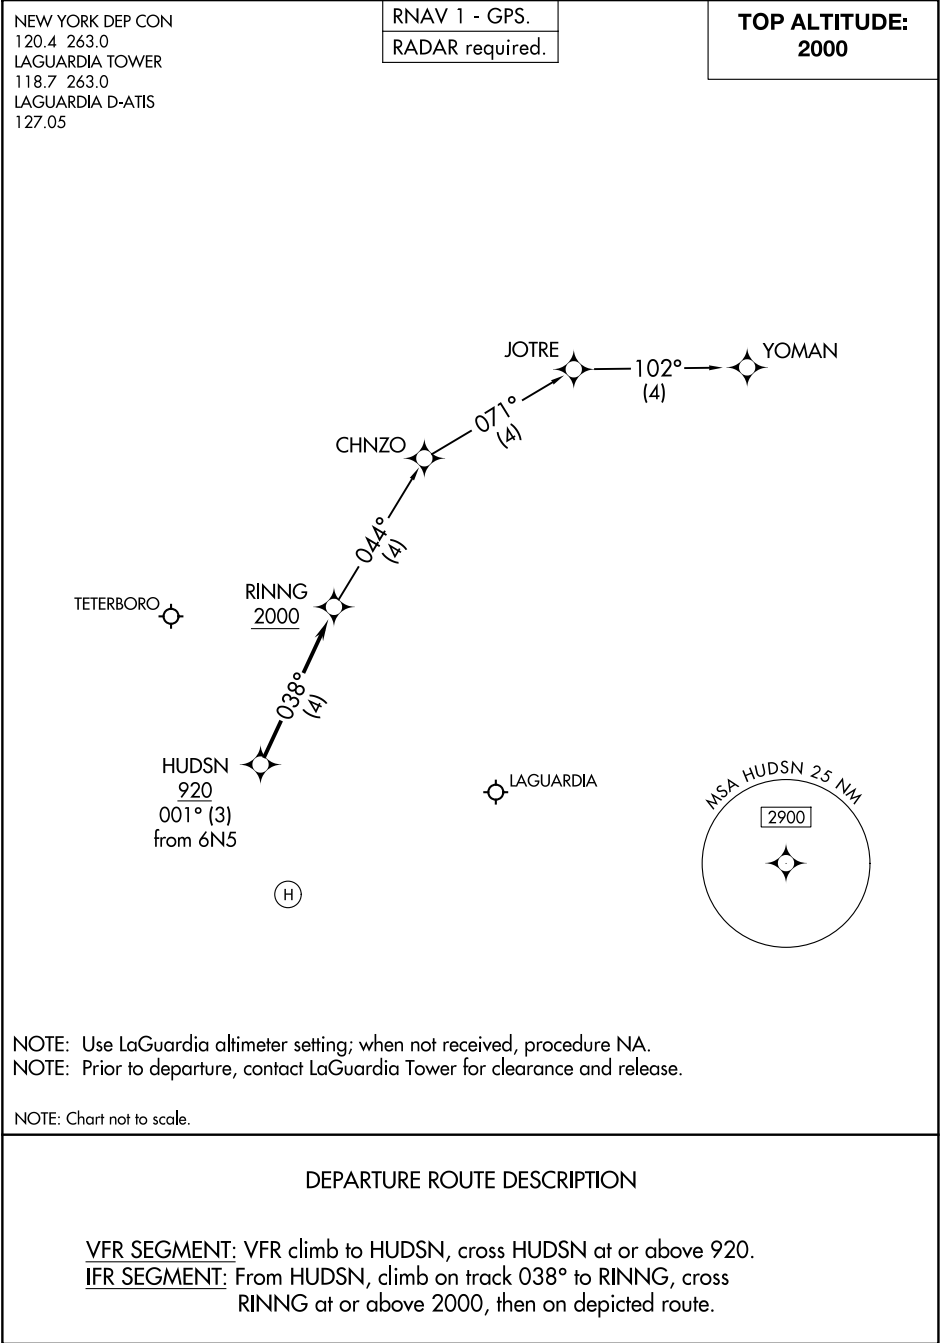 NEW YORK DEP CON
120.4 263.0
LAGUARDIA TOWER
118.7 263.0
LAGUARDIA D-ATIS
127.05
RNAV 1 - GPS.
RADAR required.
TOP ALTITUDE:
2000
JOTRE
102°
(4)
YOMAN
071°
(4)
CHNZO
044°
(4)
RINNG
2000
TETERBORO
038°
(4)
HUDSN
920
001° (3)
from 6N5
LAGUARDIA
MSA HUDSN 25 NM
2900
H
NOTE: Use LaGuardia altimeter setting; when not received, procedure NA.
NOTE: Prior to departure, contact LaGuardia Tower for clearance and release.
NOTE: Chart not to scale.
DEPARTURE ROUTE DESCRIPTION
VFR SEGMENT: VFR climb to HUDSN, cross HUDSN at or above 920.
IFR SEGMENT: From HUDSN, climb on track 038° to RINNG, cross
RINNG at or above 2000, then on depicted route.